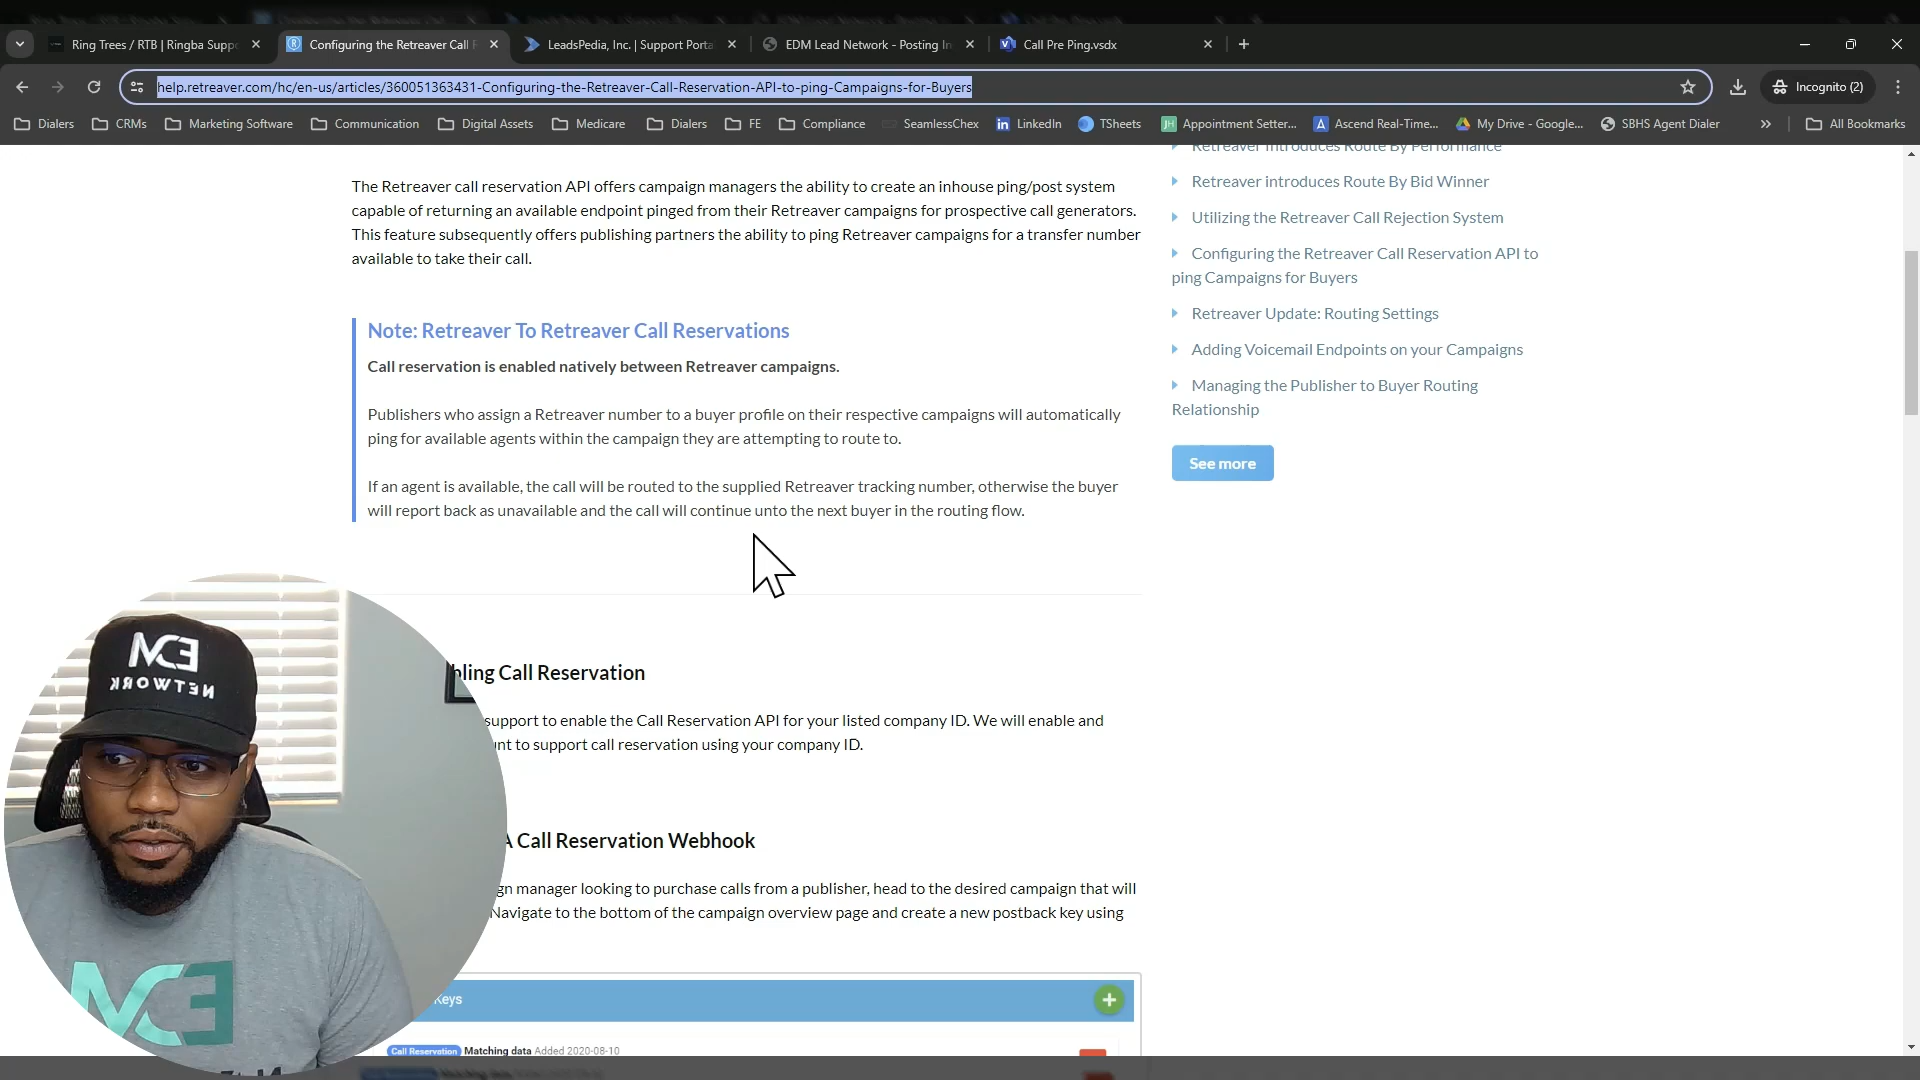 Ring Trees / RTB | Ringba Suppo
Configuring the Retreaver Call R
LeadsPedia, Inc. | Support Porta
EDM Lead Network - Posting In
Call Pre Ping.vsdx
help.retreaver.com/hc/en-us/articles/360051363431-Configuring-the-Retreaver-Call-Reservation-API-to-ping-Campaigns-for-Buyers
Incognito (2)
Dialers
CRMs
Marketing Software
Communication
Digital Assets
Medicare
Dialers
FE
Compliance
SeamlessChex
LinkedIn
TSheets
Appointment Setter...
Ascend Real-Time...
My Drive - Google...
SBHS Agent Dialer
All Bookmarks
The Retreaver call reservation API offers campaign managers the ability to create an inhouse ping/post system
capable of returning an available endpoint pinged from their Retreaver campaigns for prospective call generators.
This feature subsequently offers publishing partners the ability to ping Retreaver campaigns for a transfer number
available to take their call.
Note: Retreaver To Retreaver Call Reservations
Call reservation is enabled natively between Retreaver campaigns.
Publishers who assign a Retreaver number to a buyer profile on their respective campaigns will automatically
ping for available agents within the campaign they are attempting to route to.
If an agent is available, the call will be routed to the supplied Retreaver tracking number, otherwise the buyer
will report back as unavailable and the call will continue unto the next buyer in the routing flow.
bling Call Reservation
support to enable the Call Reservation API for your listed company ID. We will enable and
nt to support call reservation using your company ID.
A Call Reservation Webhook
gn manager looking to purchase calls from a publisher, head to the desired campaign that will
Navigate to the bottom of the campaign overview page and create a new postback key using
Keys
Call Reservation Matching data Added 2020-08-10
Retreaver Introduces Route By Performance
Retreaver introduces Route By Bid Winner
Utilizing the Retreaver Call Rejection System
Configuring the Retreaver Call Reservation API to
ping Campaigns for Buyers
Retreaver Update: Routing Settings
Adding Voicemail Endpoints on your Campaigns
Managing the Publisher to Buyer Routing
Relationship
See more
EDM
NETWORK
EDM